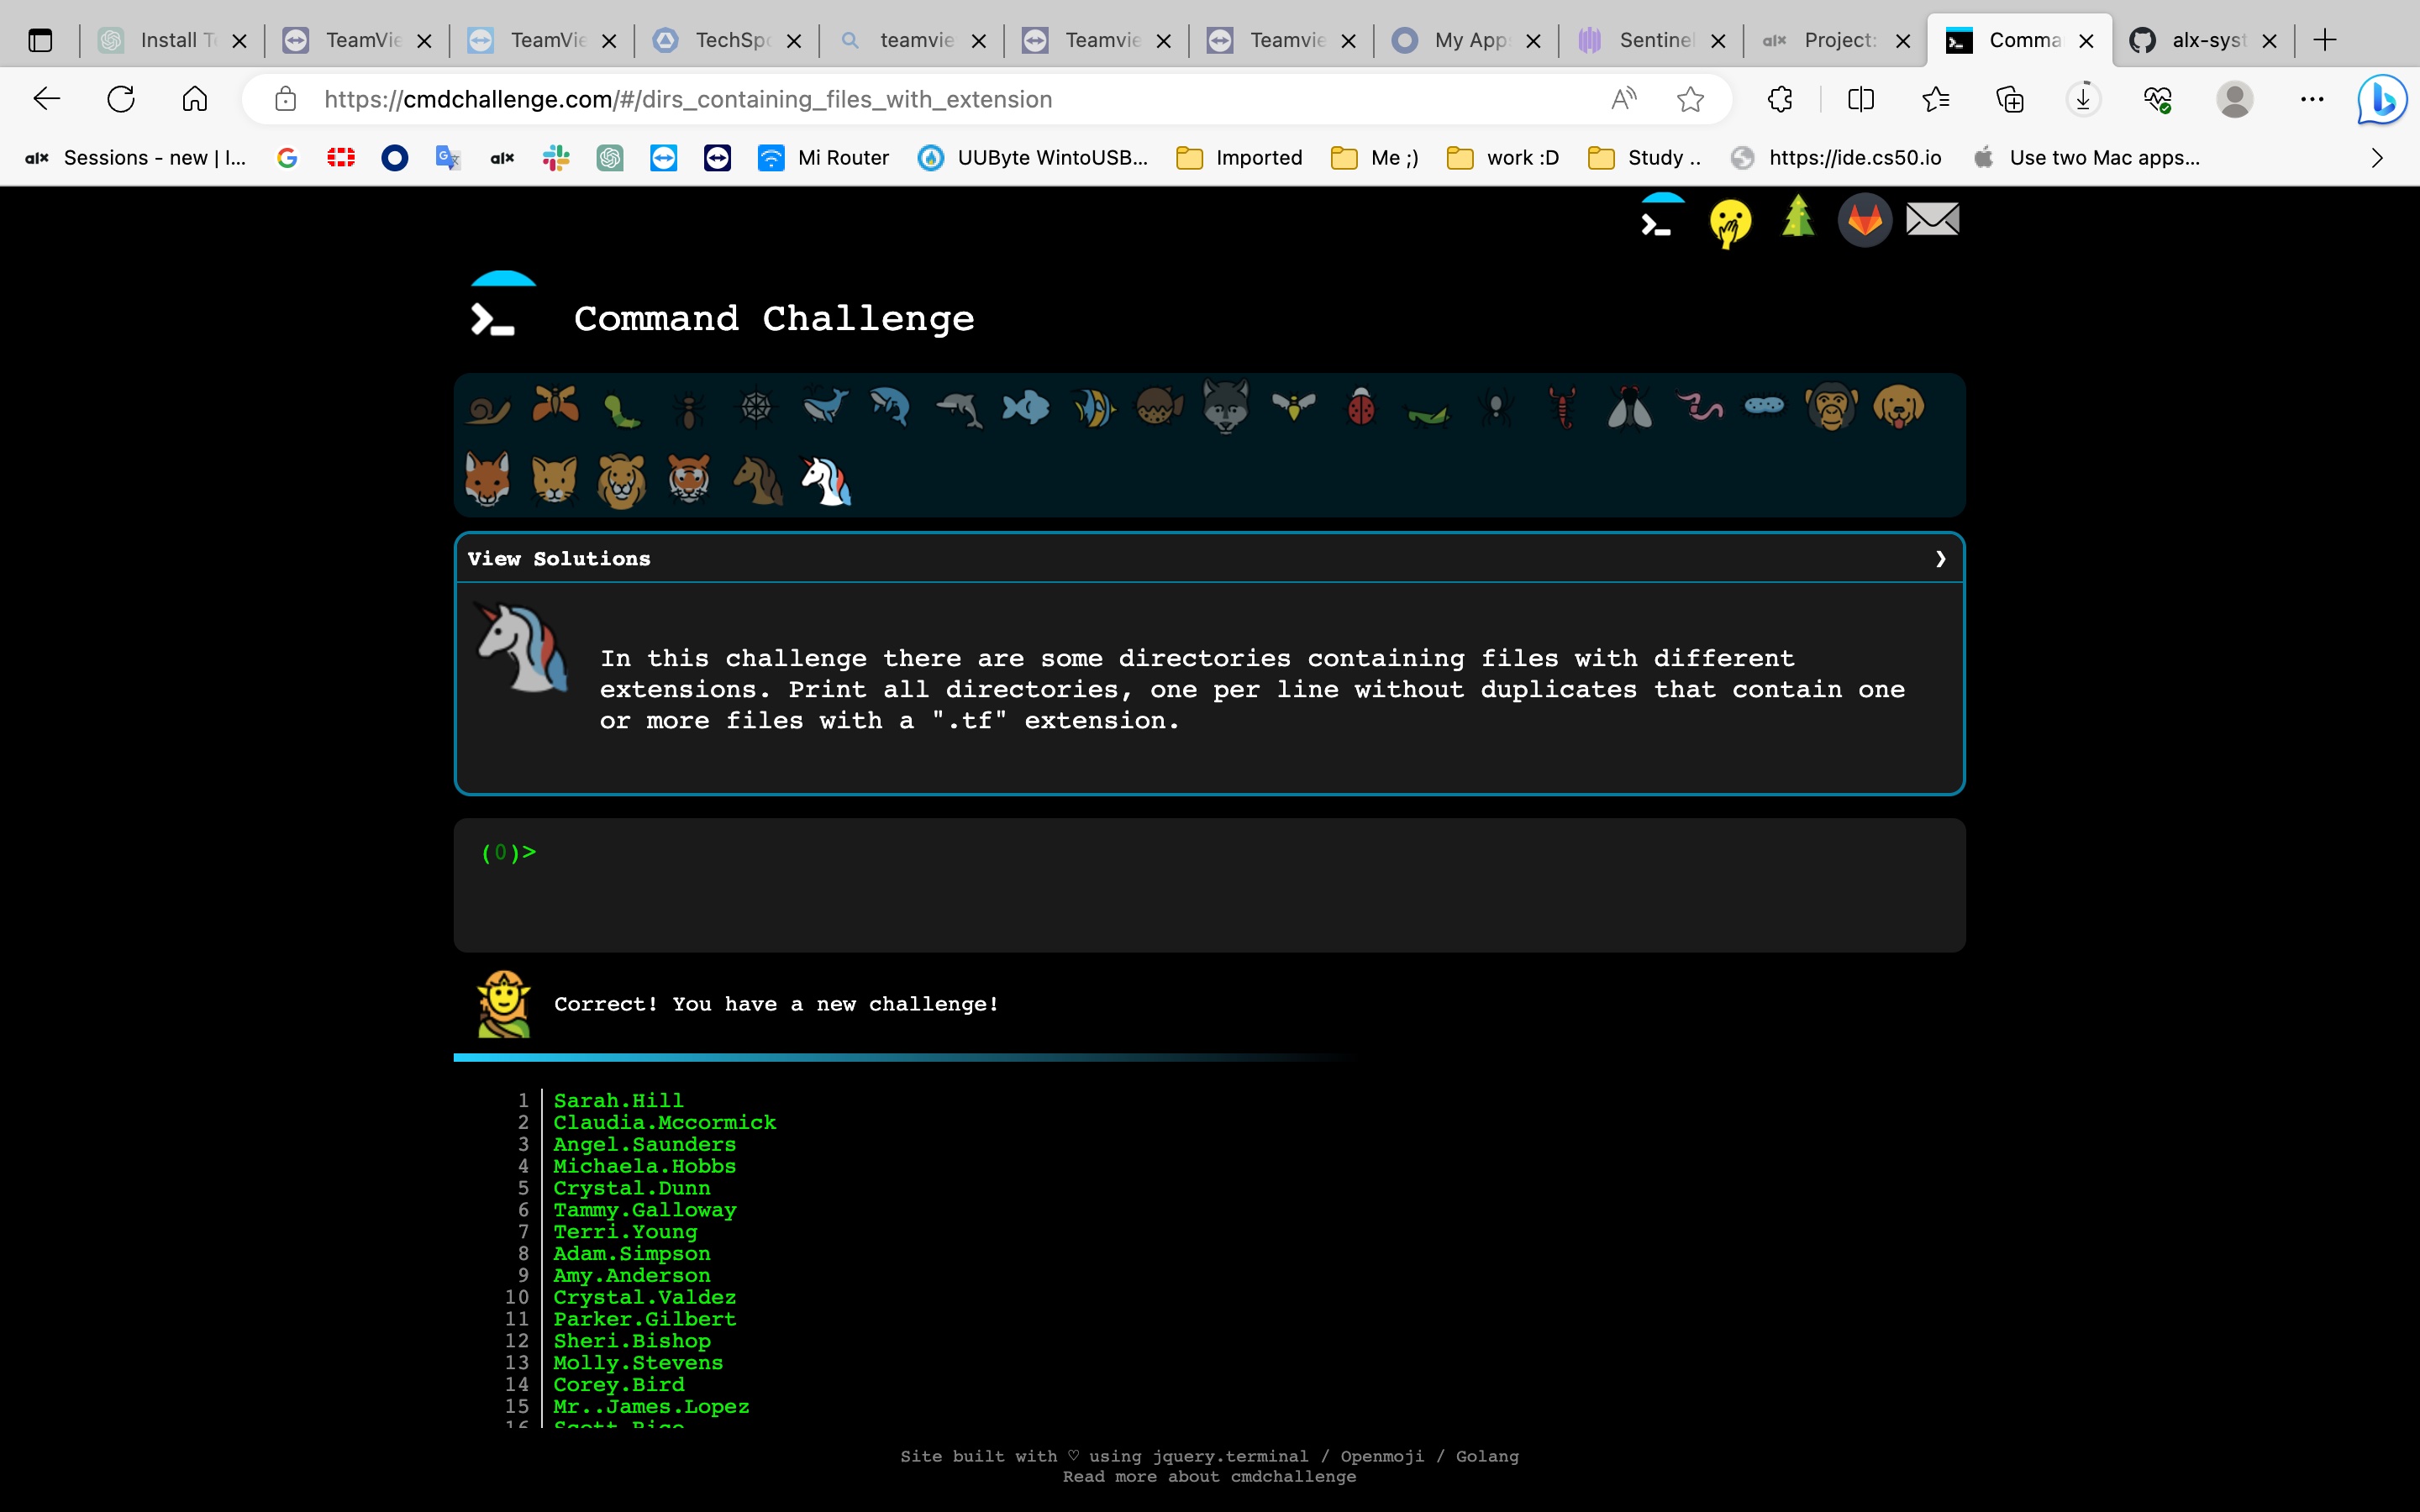 Install T
TeamVie
TeamVie
TechSpo
teamvie
Teamvie
Teamvie
My App
Sentinel
alx Project:
Comma
alx-syst
https://cmdchallenge.com/#/dirs_containing_files_with_extension
alx Sessions - new | I... alx Mi Router UUByte WintoUSB... Imported Me ;) work :D Study .. https://ide.cs50.io Use two Mac apps...
Command Challenge
View Solutions
In this challenge there are some directories containing files with different
extensions. Print all directories, one per line without duplicates that contain one
or more files with a ".tf" extension.
(0)>
Correct! You have a new challenge!
1 Sarah.Hill
2 Claudia.Mccormick
3 Angel.Saunders
4 Michaela.Hobbs
5 Crystal.Dunn
6 Tammy.Galloway
7 Terri.Young
8 Adam.Simpson
9 Amy.Anderson
10 Crystal.Valdez
11 Parker.Gilbert
12 Sheri.Bishop
13 Molly.Stevens
14 Corey.Bird
15 Mr..James.Lopez
Site built with ♡ using jquery.terminal / Openmoji / Golang
Read more about cmdchallenge